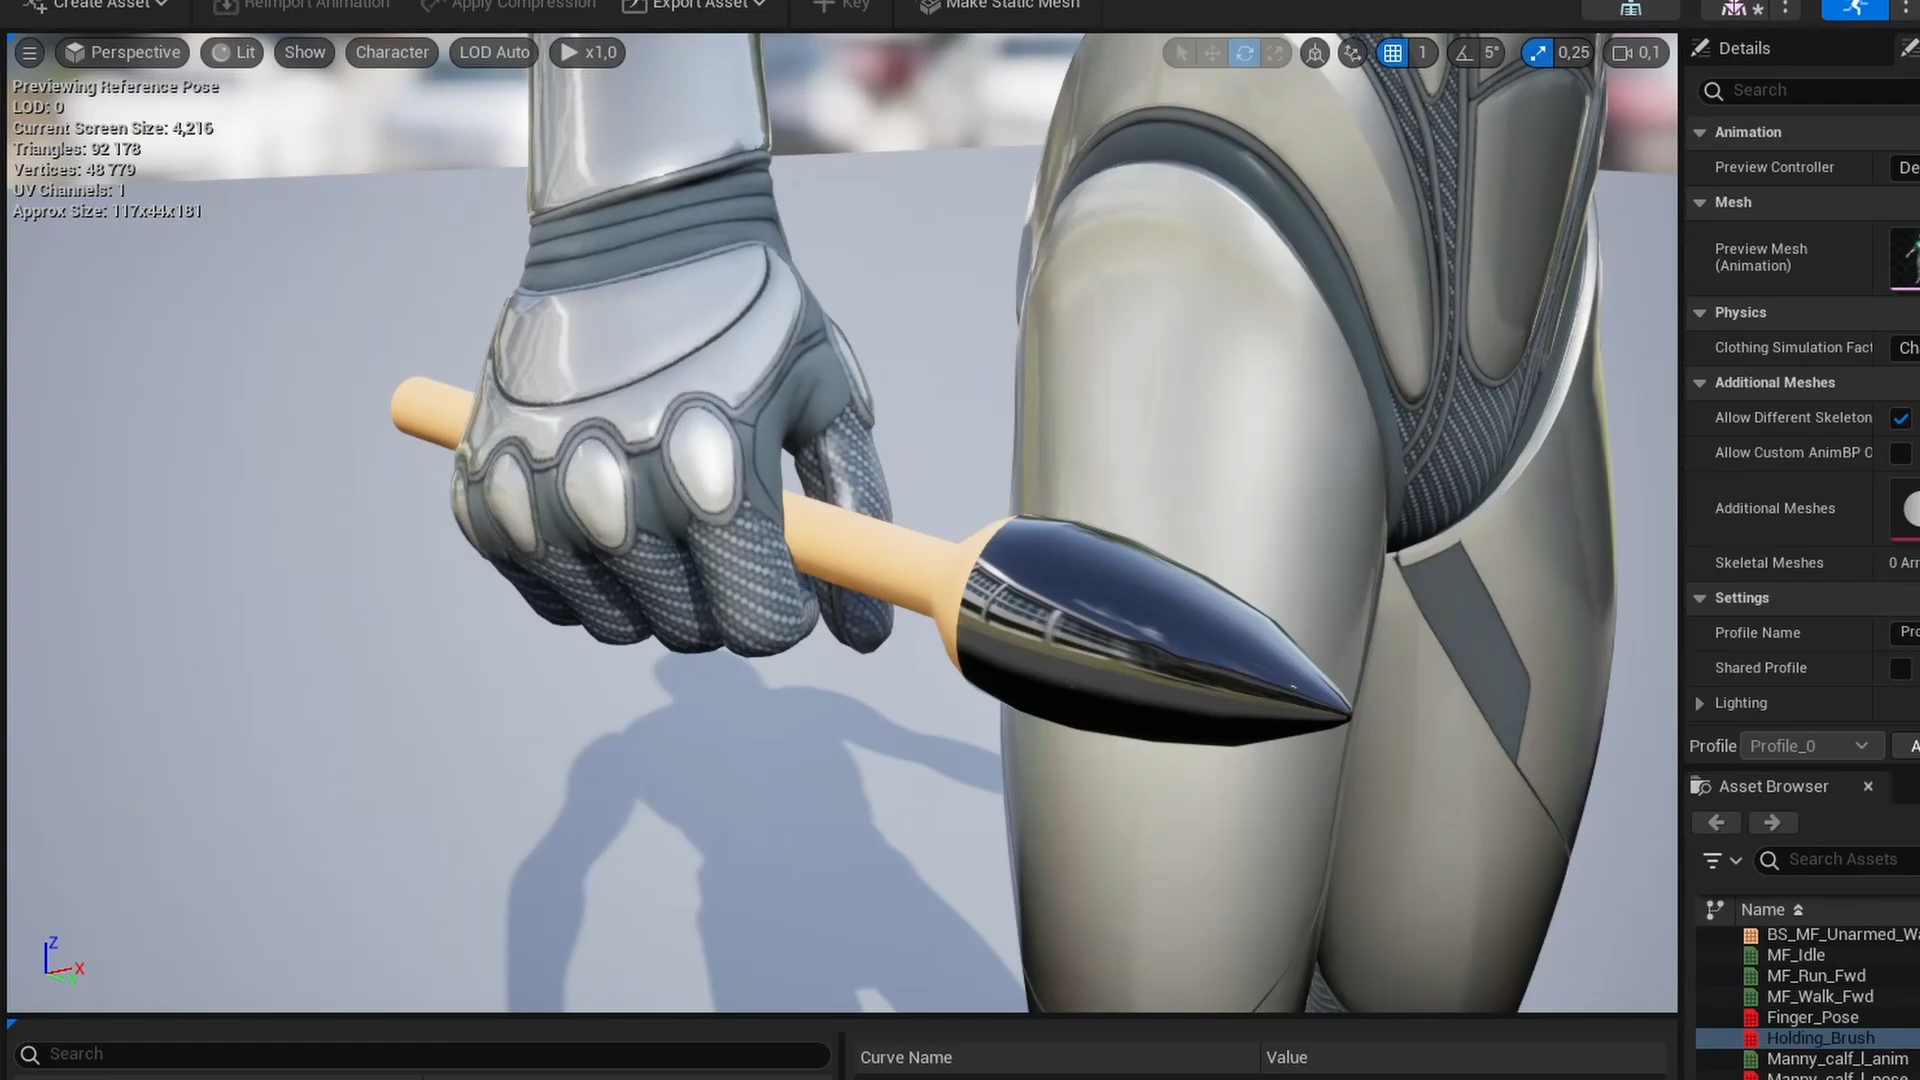 Create Asset
Reimport Animation
Apply Compression
Export Asset
Key
Make Static Mesh
Perspective
Lit
Show
Character
LOD Auto
x1,0
1
5°
0,25
0,1
Previewing Reference Pose
LOD: 0
Current Screen Size: 4,216
Triangles: 92 178
Vertices: 48 779
UV Channels: 1
Approx Size: 117x44x181
Z
X
Y
Search
Curve Name
Value
Details
Search
Animation
Preview Controller
De
Mesh
Preview Mesh
(Animation)
Physics
Clothing Simulation Fact
Ch
Additional Meshes
Allow Different Skeleton
Allow Custom AnimBP O
Additional Meshes
Skeletal Meshes
0 Arr
Settings
Profile Name
Pro
Shared Profile
Lighting
Profile
Profile_0
A
Asset Browser
Search Assets
Name
BS_MF_Unarmed_Wa
MF_Idle
MF_Run_Fwd
MF_Walk_Fwd
Finger_Pose
Holding_Brush
Manny_calf_l_anim
Manny_calf_l_pose